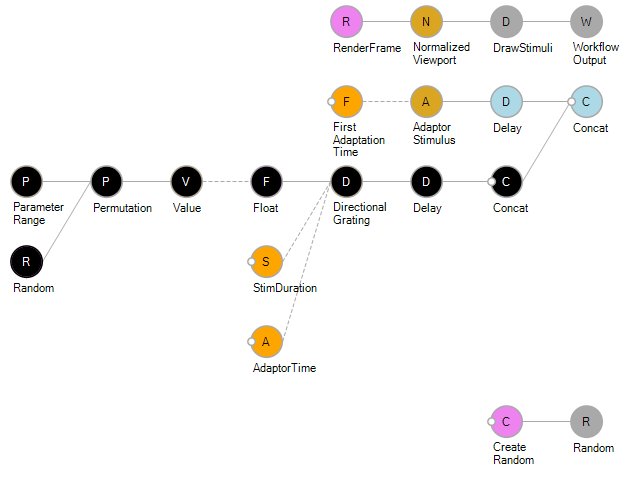 R N D W
RenderFrame Normalized Viewport DrawStimuli Workflow Output
F A D C
First Adaptation Time Adaptor Stimulus Delay Concat
P P V F D D C
Parameter Range Permutation Value Float Directional Grating Delay Concat
R S
Random StimDuration
A
AdaptorTime
C R
Create Random Random